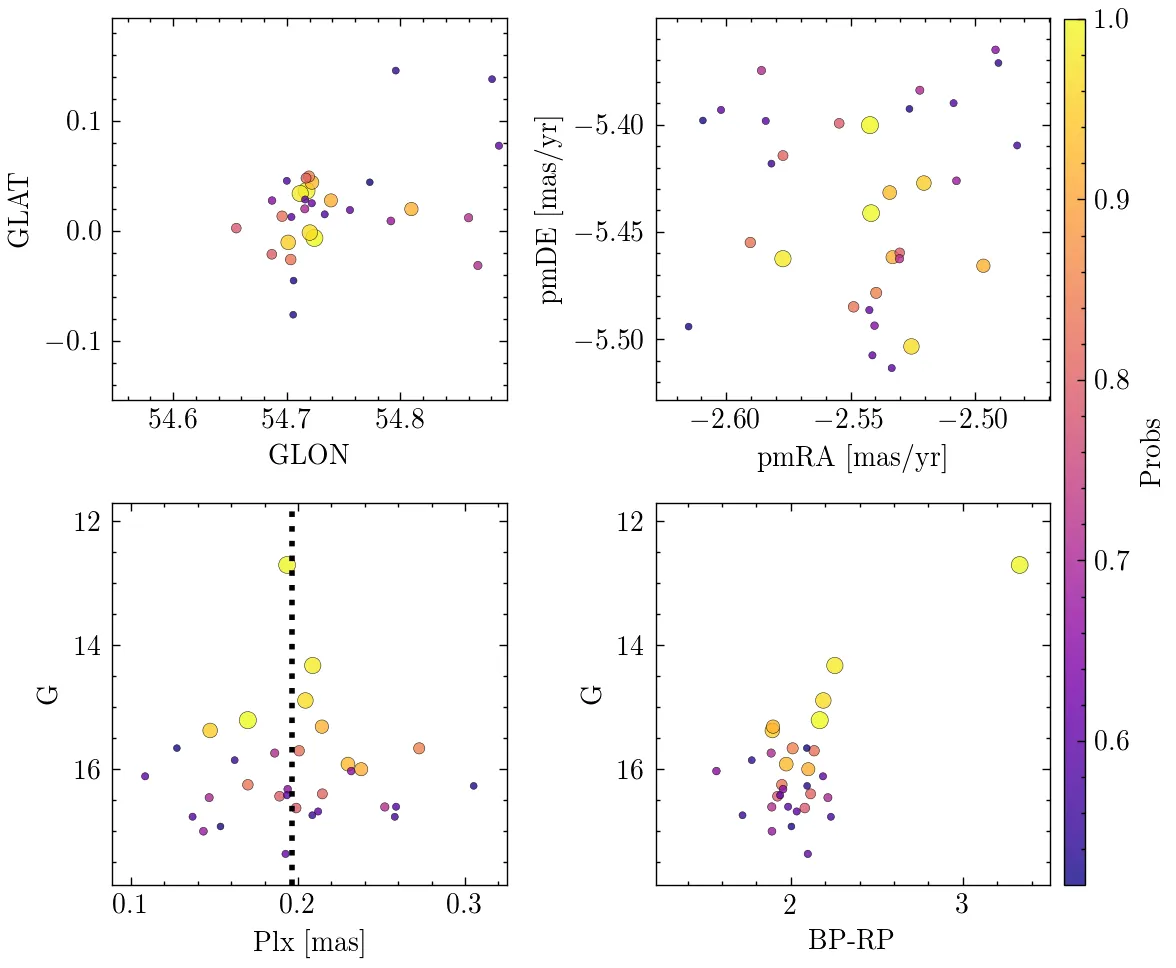 0.1
0.0
−0.1
GLAT
54.6 54.7 54.8
GLON
−5.40
−5.45
−5.50
pmDE [mas/yr]
−2.60 −2.55 −2.50
pmRA [mas/yr]
12
14
16
G
0.1 0.2 0.3
Plx [mas]
12
14
16
G
2 3
BP-RP
1.0
0.9
0.8
0.7
0.6
Probs